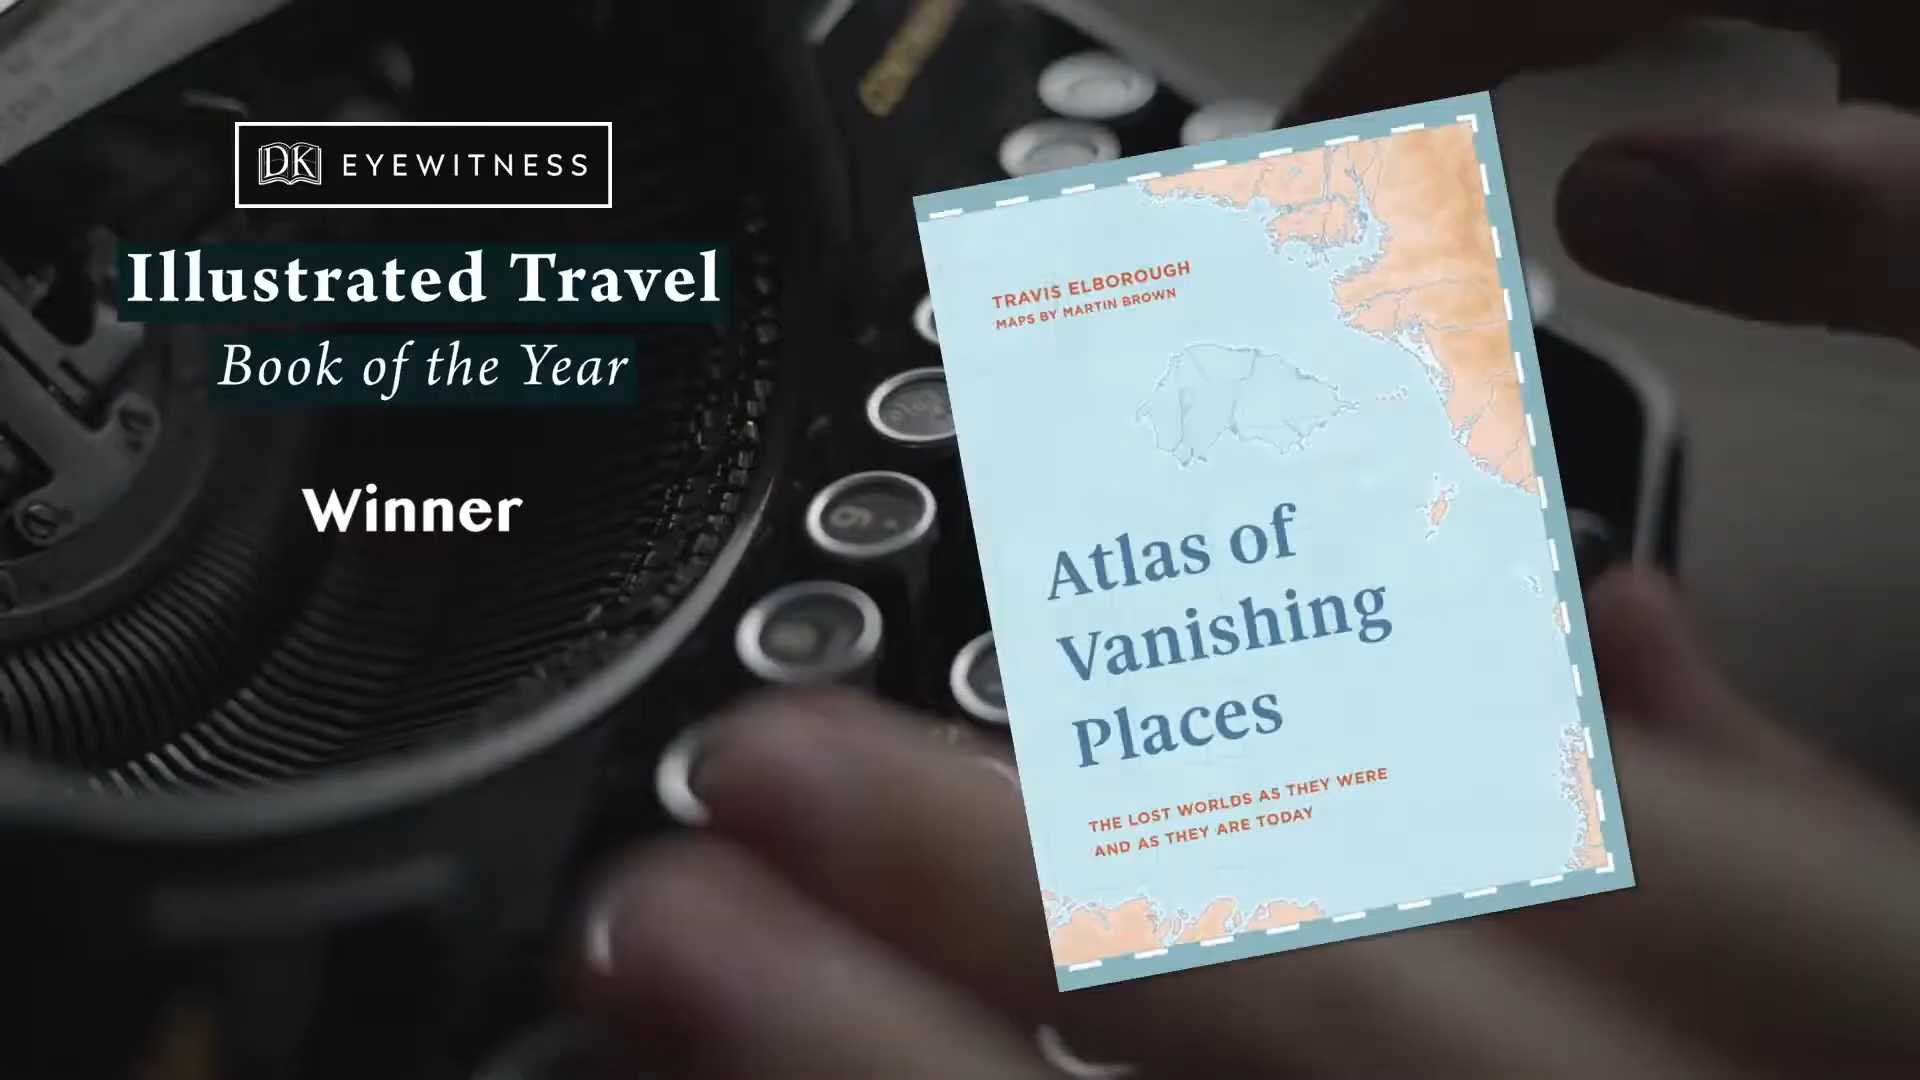 DK EYEWITNESS
Illustrated Travel
Book of the Year
Winner
TRAVIS ELBOROUGH
MAPS BY MARTIN BROWN
Atlas of
Vanishing
Places
THE LOST WORLDS AS THEY WERE
AND AS THEY ARE TODAY